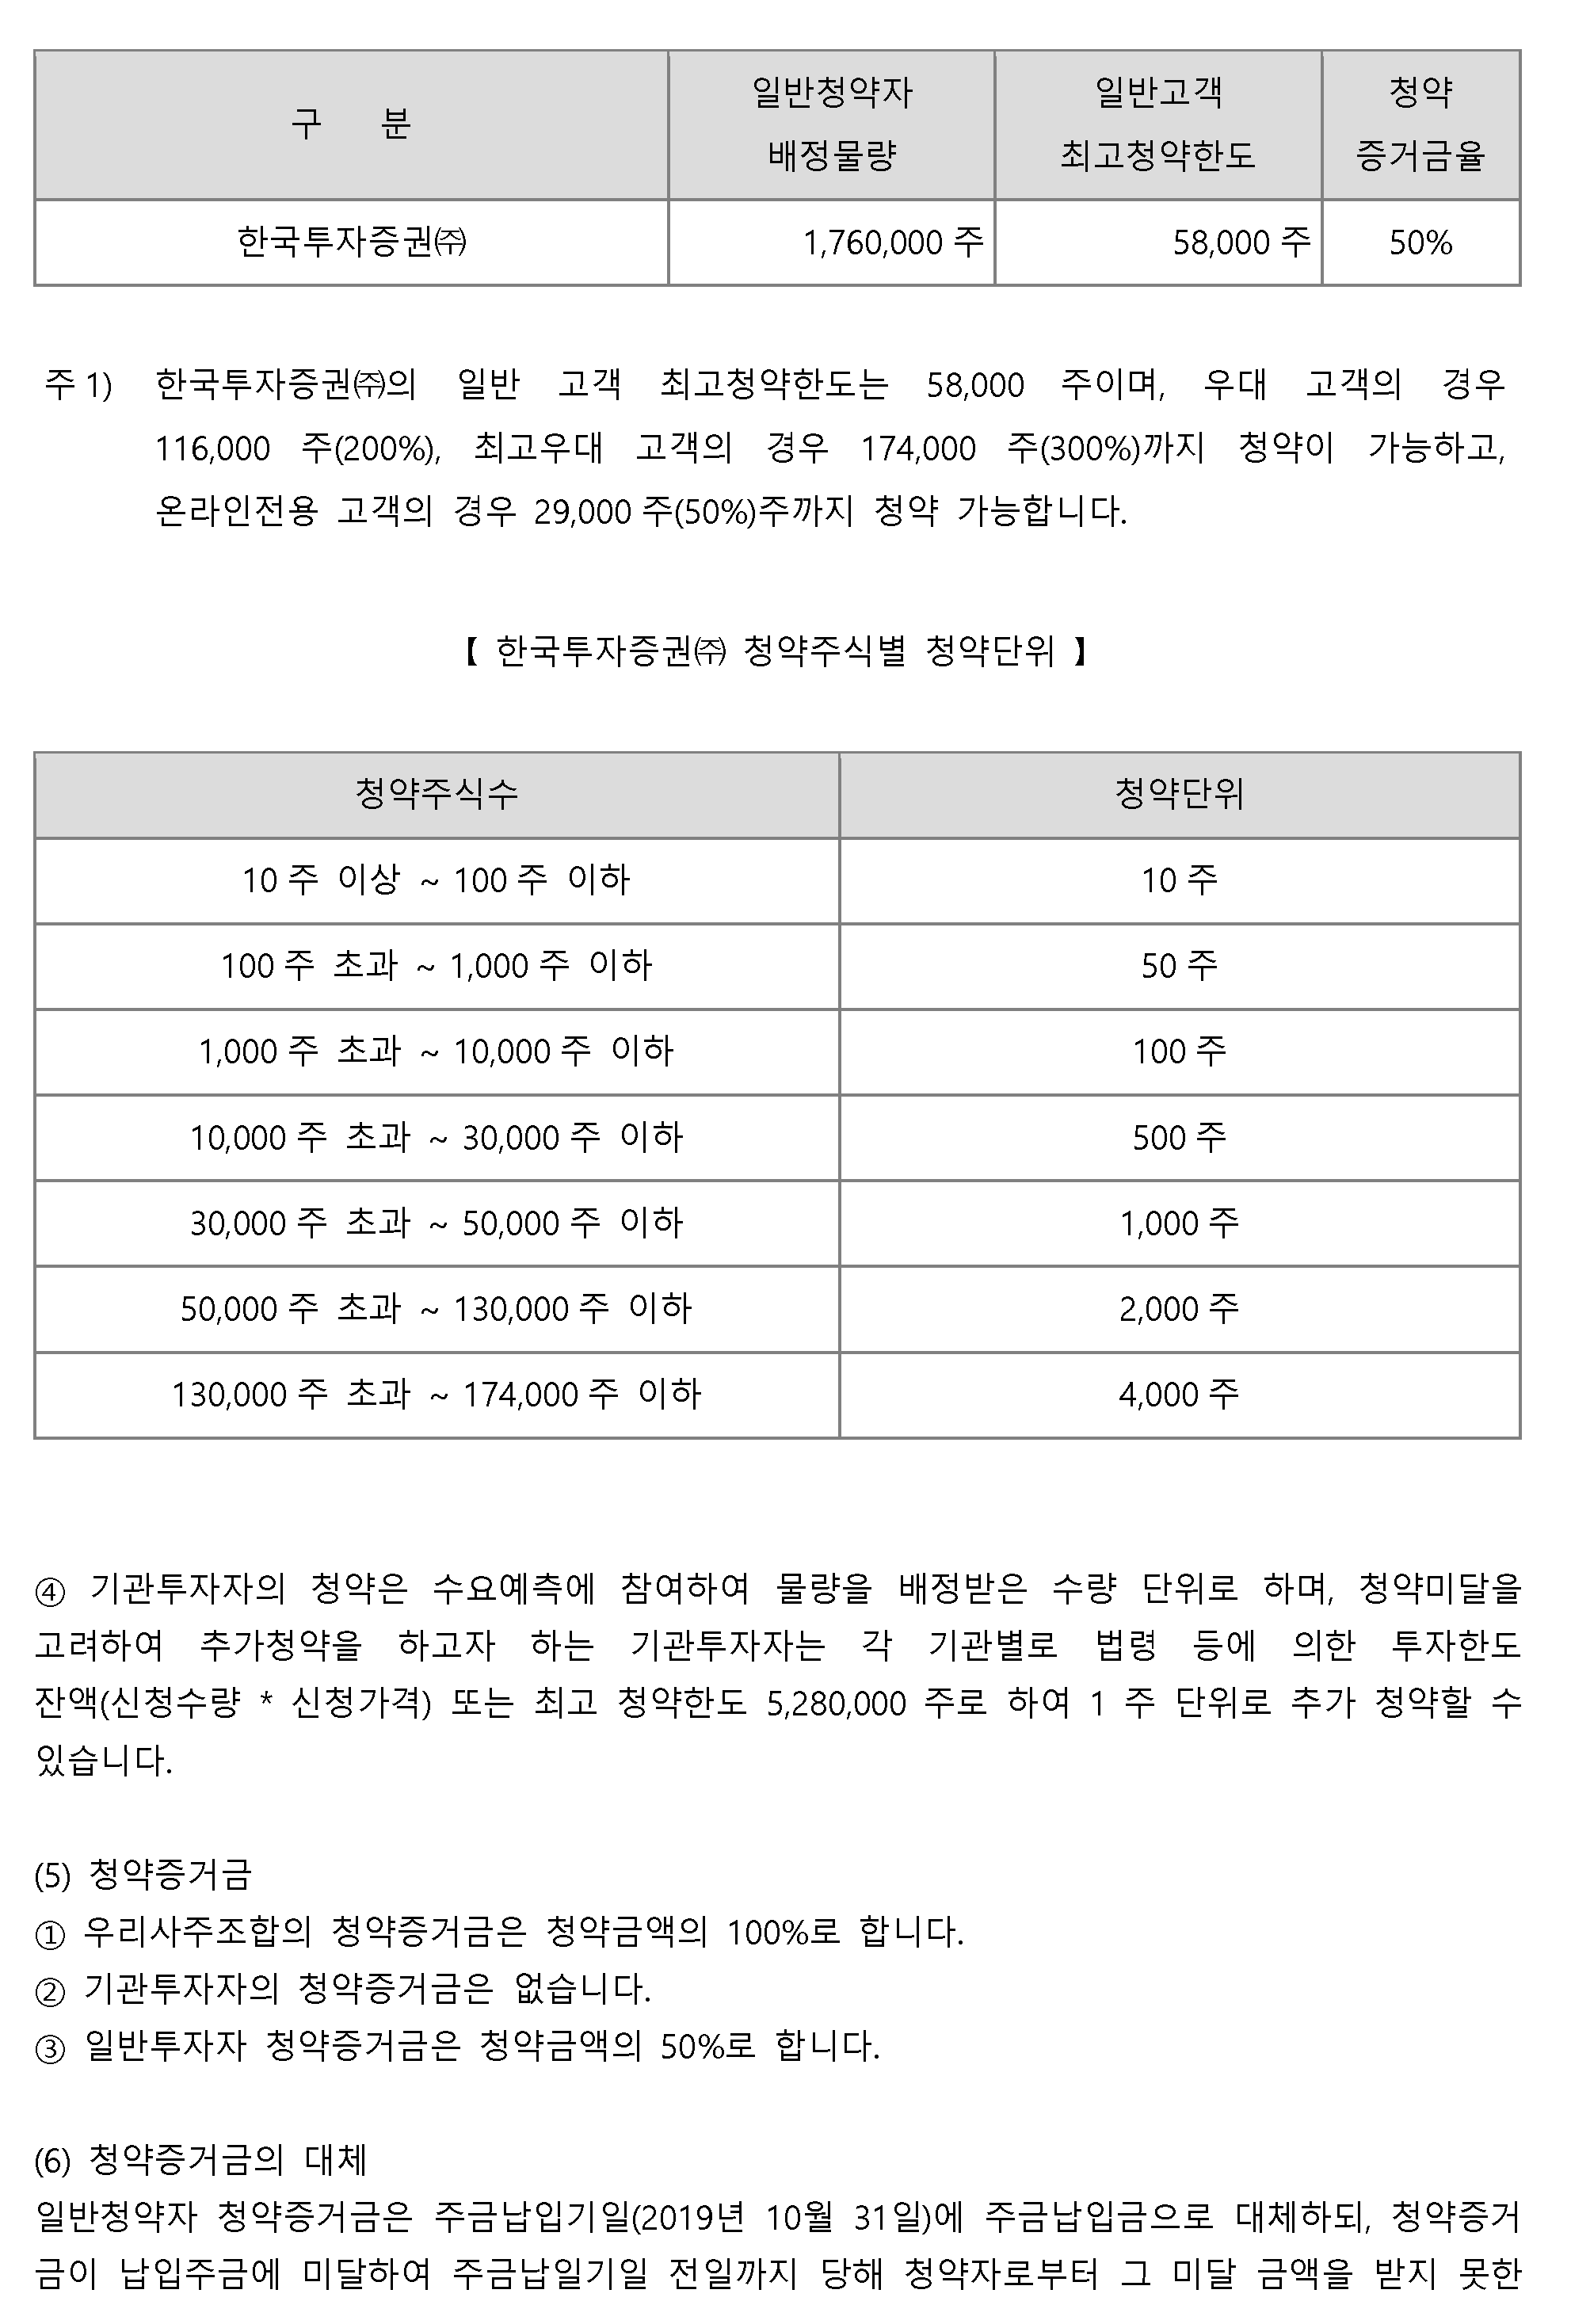 구 분 일반청약자 배정물량 일반고객 최고청약한도 청약 증거금율
한국투자증권㈜ 1,760,000 주 58,000 주 50%
주 1) 한국투자증권㈜의 일반 고객 최고청약한도는 58,000 주이며, 우대 고객의 경우
116,000 주(200%), 최고우대 고객의 경우 174,000 주(300%)까지 청약이 가능하고,
온라인전용 고객의 경우 29,000 주(50%)주까지 청약 가능합니다.
【 한국투자증권㈜ 청약주식별 청약단위 】
청약주식수 청약단위
10 주 이상 ~ 100 주 이하 10 주
100 주 초과 ~ 1,000 주 이하 50 주
1,000 주 초과 ~ 10,000 주 이하 100 주
10,000 주 초과 ~ 30,000 주 이하 500 주
30,000 주 초과 ~ 50,000 주 이하 1,000 주
50,000 주 초과 ~ 130,000 주 이하 2,000 주
130,000 주 초과 ~ 174,000 주 이하 4,000 주
④ 기관투자자의 청약은 수요예측에 참여하여 물량을 배정받은 수량 단위로 하며, 청약미달을
고려하여 추가청약을 하고자 하는 기관투자자는 각 기관별로 법령 등에 의한 투자한도
잔액(신청수량 * 신청가격) 또는 최고 청약한도 5,280,000 주로 하여 1 주 단위로 추가 청약할 수
있습니다.
(5) 청약증거금
① 우리사주조합의 청약증거금은 청약금액의 100%로 합니다.
② 기관투자자의 청약증거금은 없습니다.
③ 일반투자자 청약증거금은 청약금액의 50%로 합니다.
(6) 청약증거금의 대체
일반청약자 청약증거금은 주금납입기일(2019년 10월 31일)에 주금납입금으로 대체하되, 청약증거
금이 납입주금에 미달하여 주금납일기일 전일까지 당해 청약자로부터 그 미달 금액을 받지 못한